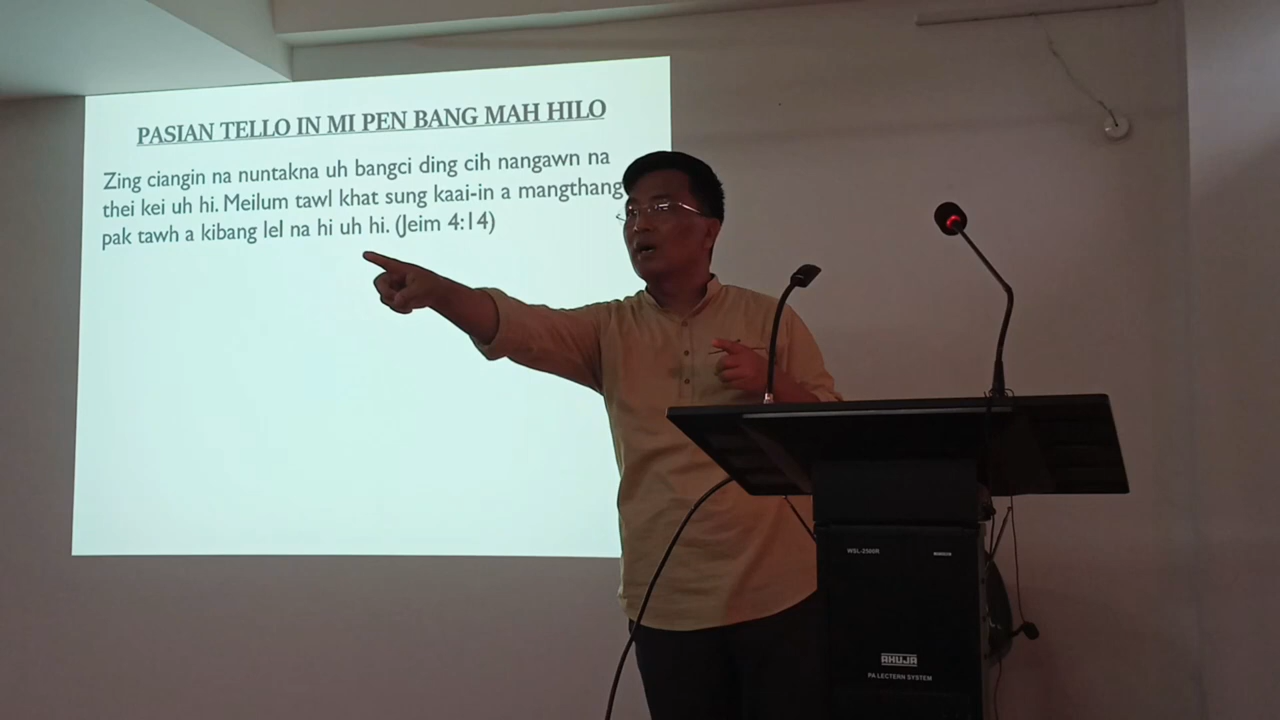 PASIAN TELLO IN MI PEN BANG MAH HILO
Zing ciangin na nuntakna uh bangci ding cih nangawn na
thei kei uh hi. Meilum tawl khat sung kaai-in a mangthang
pak tawh a kibang lel na hi uh hi. (Jeim 4:14)
WSL-2500R
AHUJA
PA LECTERN SYSTEM